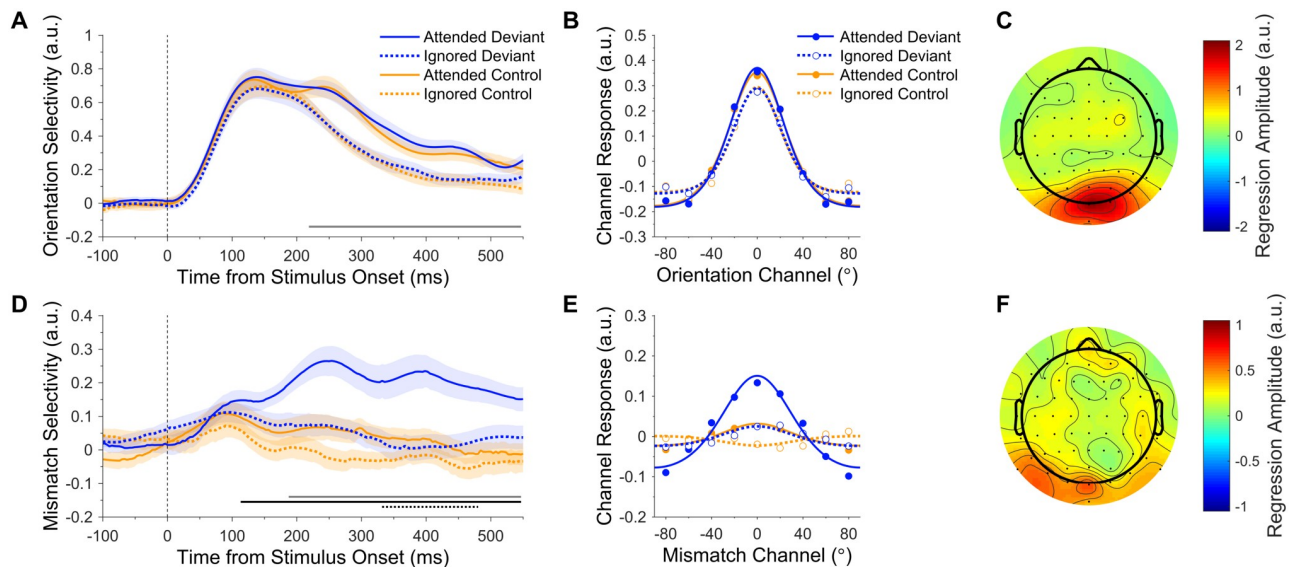 A
Orientation Selectivity (a.u.)
1
0.8
0.6
0.4
0.2
0
0.2
-100 0 100 200 300 400 500
Time from Stimulus Onset (ms)
Attended Deviant
Ignored Deviant
Attended Control
Ignored Control
B
Channel Response (a.u.)
0.5
0.4
0.3
0.2
0.1
0
-0.1
-0.2
-0.3
-80 -40 0 40 80
Orientation Channel (°)
Attended Deviant
Ignored Deviant
Attended Control
Ignored Control
C
2
1
0
-1
-2
Regression Amplitude (a.u.)
D
Mismatch Selectivity (a.u.)
0.4
0.3
0.2
0.1
0
-0.1
0.2
-100 0 100 200 300 400 500
Time from Stimulus Onset (ms)
E
Channel Response (a.u.)
0.3
0.2
0.1
0
-0.1
-0.2
-80 -40 0 40 80
Mismatch Channel (°)
F
1
0.5
0
-0.5
-1
Regression Amplitude (a.u.)